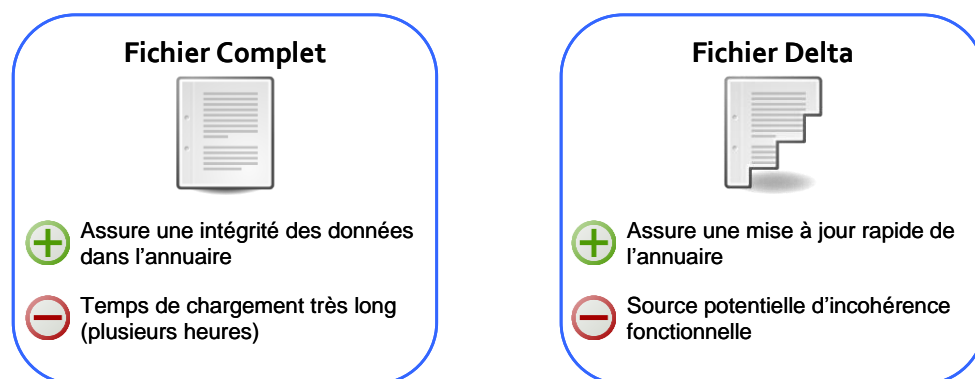 Fichier Complet
Assure une intégrité des données
dans l’annuaire
Temps de chargement très long
(plusieurs heures)
Fichier Delta
Assure une mise à jour rapide de
l’annuaire
Source potentielle d’incohérence
fonctionnelle